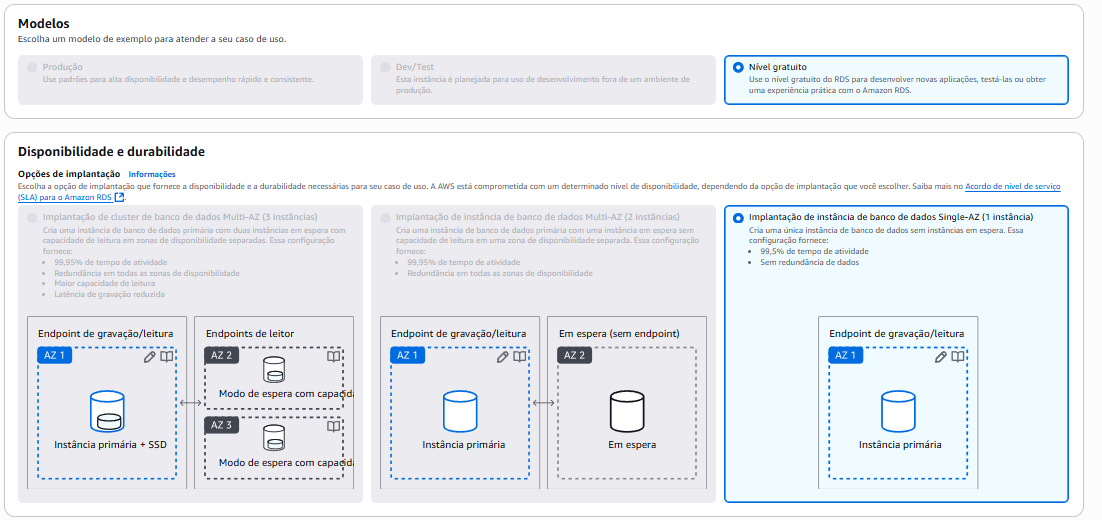 Modelos
Escolha um modelo de exemplo para atender a seu caso de uso.
Produção
Use padrões para alta disponibilidade e desempenho rápido e consistente.
Dev/Test
Esta instância é planejada para uso de desenvolvimento fora de um ambiente de
produção.
Nível gratuito
Use o nível gratuito do RDS para desenvolver novas aplicações, testá-las ou obter
uma experiência prática com o Amazon RDS.
Disponibilidade e durabilidade
Opções de implantação Informações
Escolha a opção de implantação que fornece a disponibilidade e a durabilidade necessárias para seu caso de uso. A AWS está comprometida com um determinado nível de disponibilidade, dependendo da opção de implantação que você escolher. Saiba mais no Acordo de nível de serviço
(SLA) para o Amazon RDS.
Implantação de cluster de banco de dados Multi-AZ (3 instâncias)
Cria uma instância de banco de dados primária com duas instâncias em espera com
capacidade de leitura em zonas de disponibilidade separadas. Essa configuração
fornece:
• 99,95% de tempo de atividade
• Redundância em todas as zonas de disponibilidade
• Maior capacidade de leitura
• Latência de gravação reduzida
Endpoint de gravação/leitura
AZ 1
Instância primária + SSD
Endpoints de leitor
AZ 2
Modo de espera com capacida
AZ 3
Modo de espera com capacida
Implantação de instância de banco de dados Multi-AZ (2 instâncias)
Cria uma instância de banco de dados primária com uma instância em espera sem
capacidade de leitura em uma zona de disponibilidade separada. Essa configuração
fornece:
• 99,95% de tempo de atividade
• Redundância em todas as zonas de disponibilidade
Endpoint de gravação/leitura
AZ 1
Instância primária
Em espera (sem endpoint)
AZ 2
Em espera
Implantação de instância de banco de dados Single-AZ (1 instância)
Cria uma única instância de banco de dados sem instâncias em espera. Essa
configuração fornece:
• 99,5% de tempo de atividade
• Sem redundância de dados
Endpoint de gravação/leitura
AZ 1
Instância primária